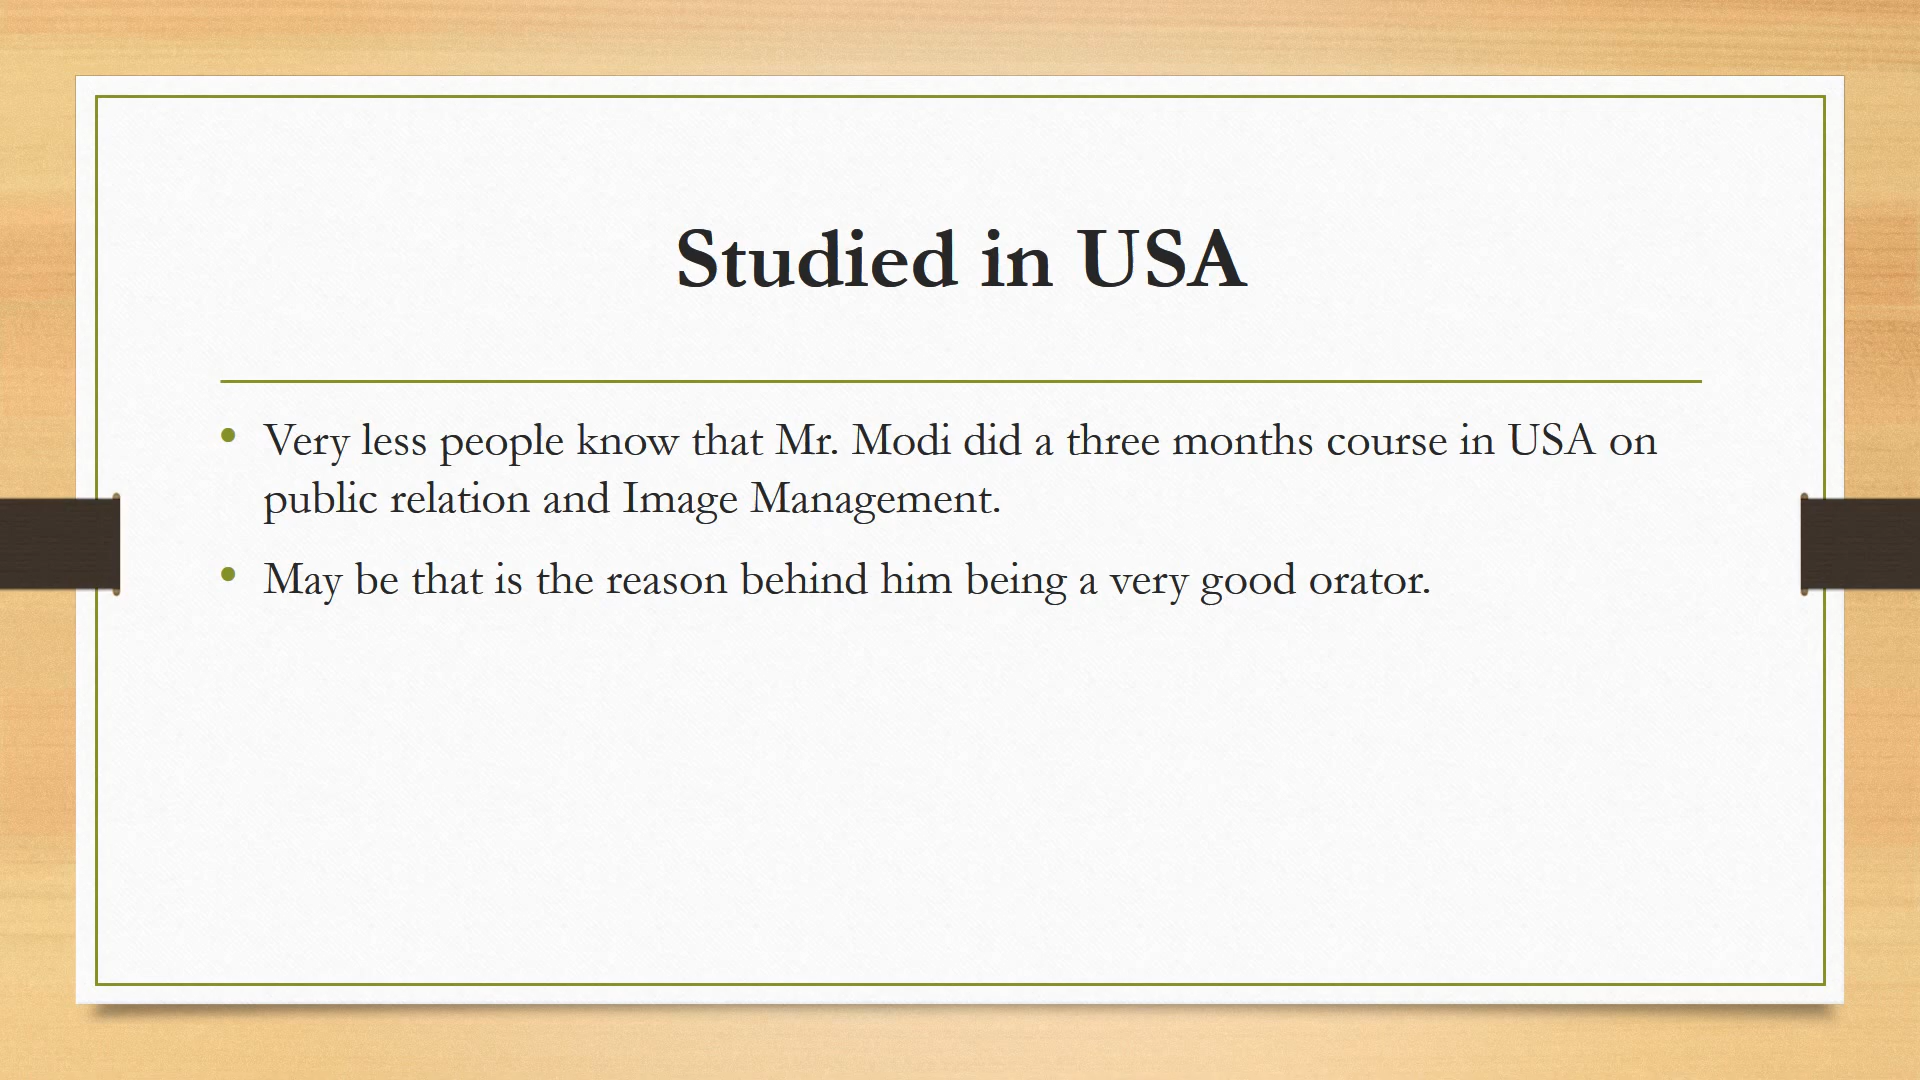 Studied in USA
• Very less people know that Mr. Modi did a three months course in USA on
public relation and Image Management.
• May be that is the reason behind him being a very good orator.